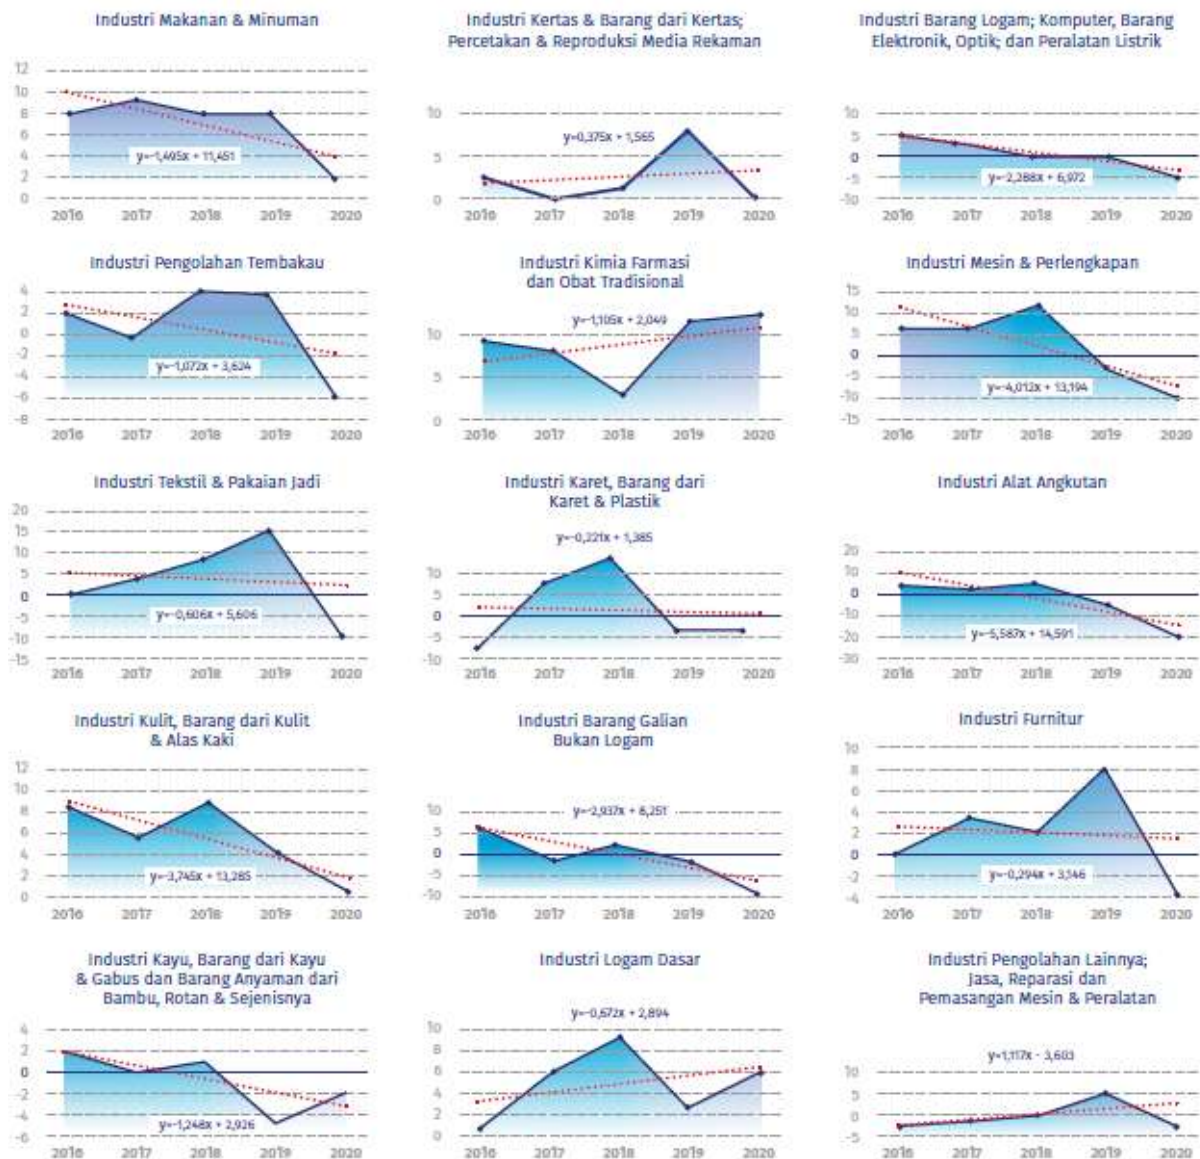 Industri Makanan & Minuman
12
10
8
6
4
2
0
y=-1,495x + 11,451
2016 2017 2018 2019 2020
Industri Kertas & Barang dari Kertas;
Percetakan & Reproduksi Media Rekaman
10
5
0
y=0,375x + 1,565
2016 2017 2018 2019 2020
Industri Barang Logam; Komputer, Barang
Elektronik, Optik; dan Peralatan Listrik
10
5
0
-5
-10
y=-2,288x + 6,972
2016 2017 2018 2019 2020
Industri Pengolahan Tembakau
4
2
0
-2
-4
-6
-8
y=-1,072x + 3,624
2016 2017 2018 2019 2020
Industri Kimia Farmasi
dan Obat Tradisional
10
5
0
y=-1,105x + 2,049
2016 2017 2018 2019 2020
Industri Mesin & Perlengkapan
15
10
5
0
-5
-10
-15
y=-4,012x + 13,194
2016 2017 2018 2019 2020
Industri Tekstil & Pakaian Jadi
20
15
10
5
0
-5
-10
-15
y=-0,606x + 5,606
2016 2017 2018 2019 2020
Industri Karet, Barang dari
Karet & Plastik
y=-0,221x + 1,385
10
5
0
-5
-10
2016 2017 2018 2019 2020
Industri Alat Angkutan
20
10
0
-10
-20
-30
y=-5,587x + 14,591
2016 2017 2018 2019 2020
Industri Kulit, Barang dari Kulit
& Alas Kaki
12
10
8
6
4
2
0
y=-3,745x + 13,285
2016 2017 2018 2019 2020
Industri Barang Galian
Bukan Logam
10
5
0
-5
-10
y=-2,937x + 6,251
2016 2017 2018 2019 2020
Industri Furnitur
10
8
6
4
2
0
-2
-4
y=-0,294x + 3,146
2016 2017 2018 2019 2020
Industri Kayu, Barang dari Kayu
& Gabus dan Barang Anyaman dari
Bambu, Rotan & Sejenisnya
4
2
0
-2
-4
-6
y=-1,248x + 2,926
2016 2017 2018 2019 2020
Industri Logam Dasar
y=-0,672x + 2,894
10
8
6
4
2
0
2016 2017 2018 2019 2020
Industri Pengolahan Lainnya;
Jasa, Reparasi dan
Pemasangan Mesin & Peralatan
y=1,117x - 3,603
10
5
0
-5
2016 2017 2018 2019 2020